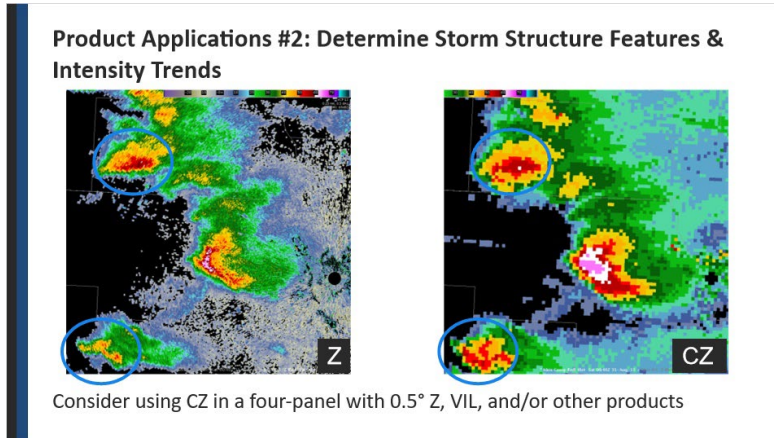 Product Applications #2: Determine Storm Structure Features &
Intensity Trends
Z
CZ
Consider using CZ in a four-panel with 0.5° Z, VIL, and/or other products